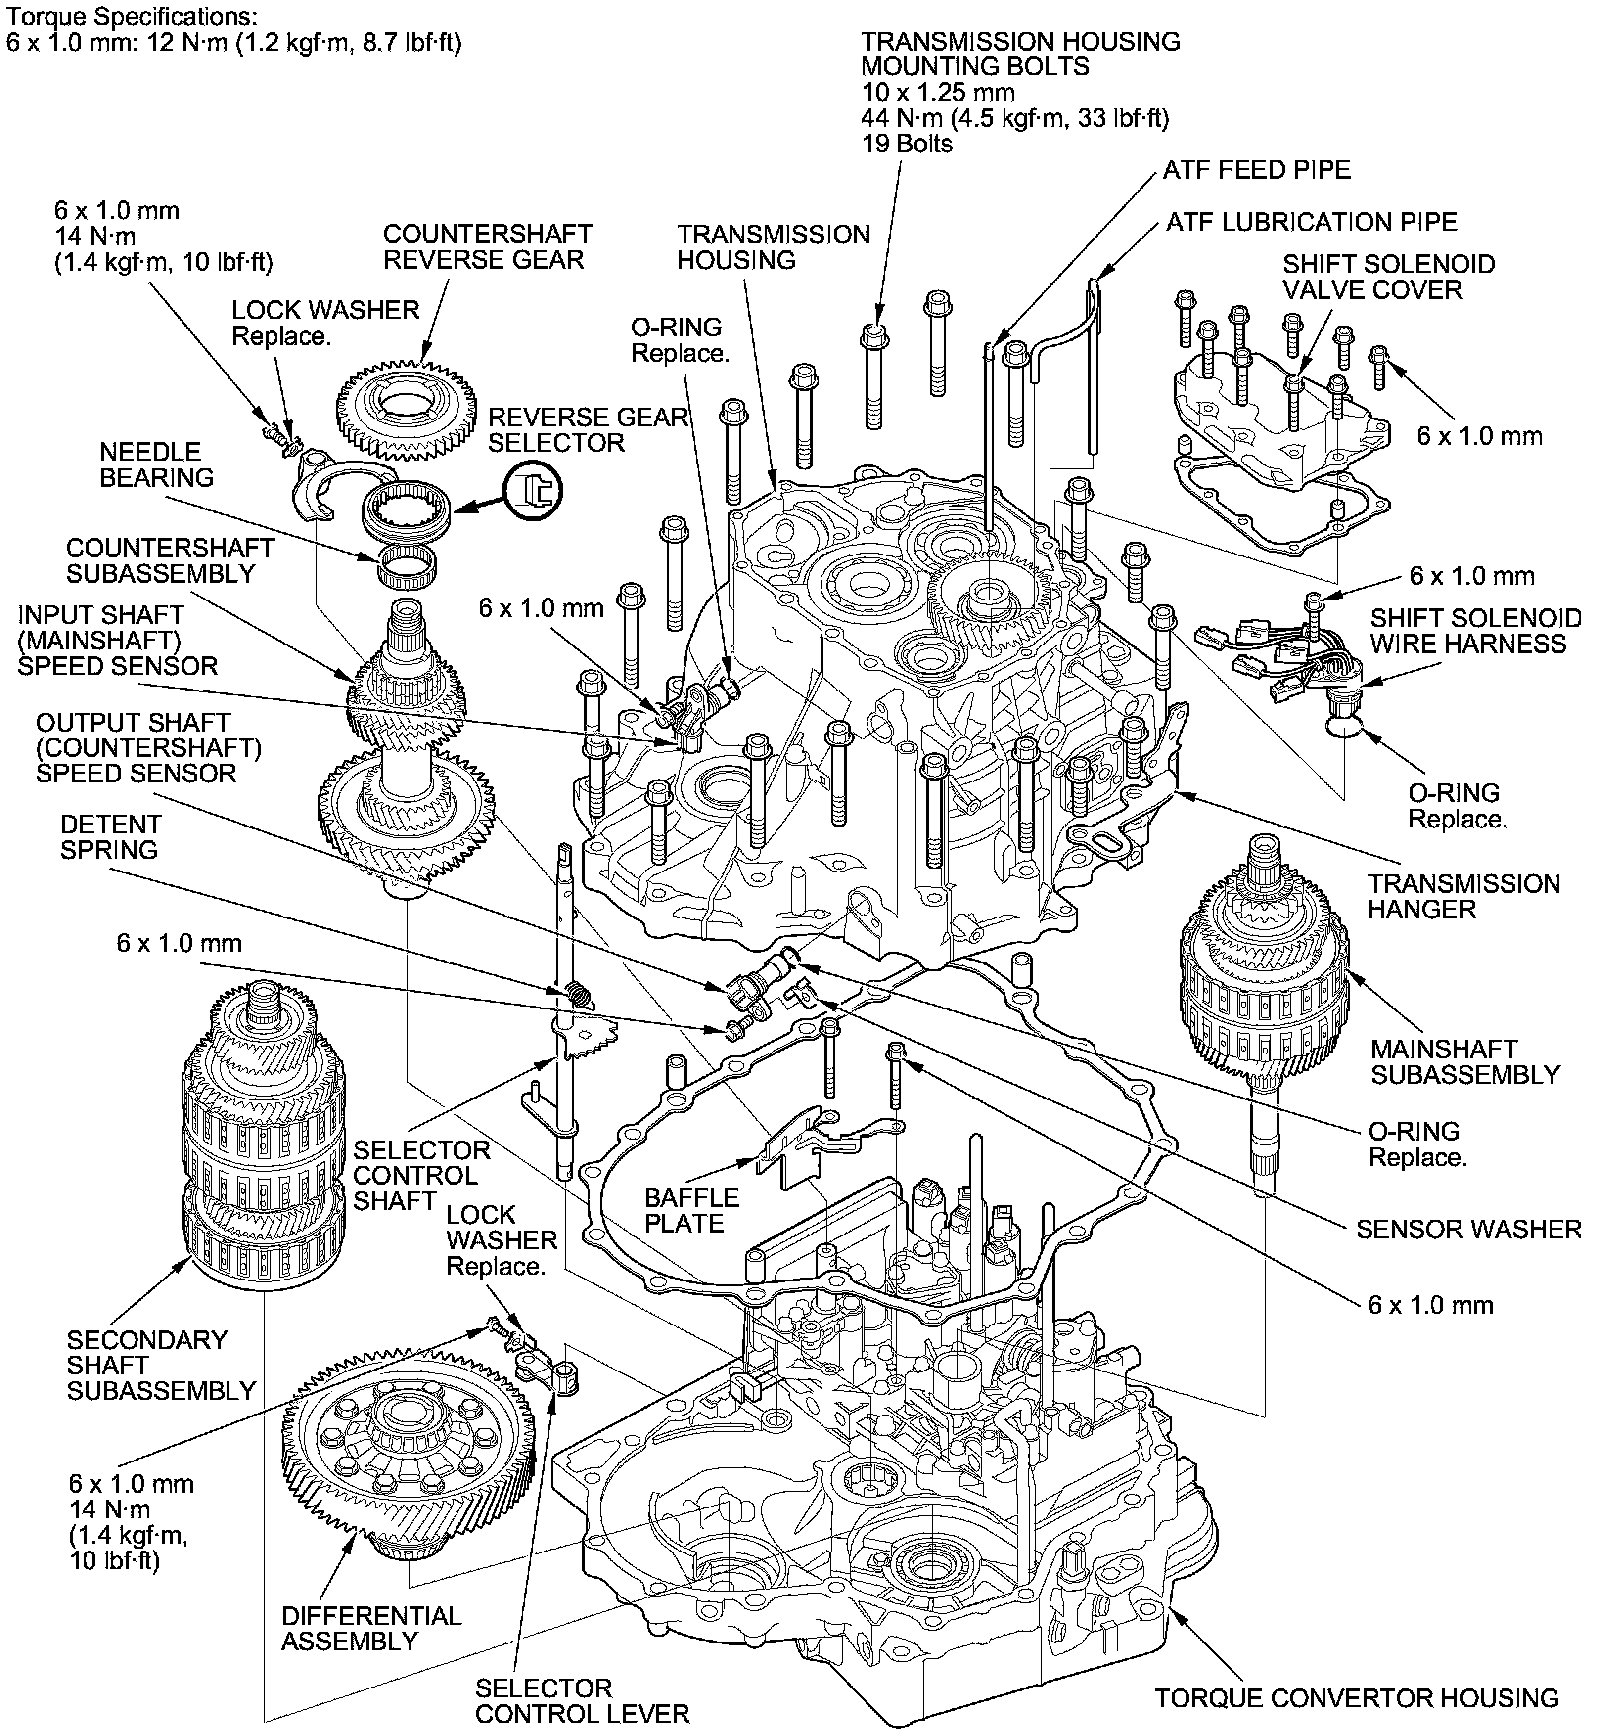 Torque Specifications:
6 x 1.0 mm: 12 N·m (1.2 kgf·m, 8.7 lbf·ft)
TRANSMISSION HOUSING
MOUNTING BOLTS
10 x 1.25 mm
44 N·m (4.5 kgf·m, 33 lbf·ft)
19 Bolts
ATF FEED PIPE
ATF LUBRICATION PIPE
SHIFT SOLENOID
VALVE COVER
6 x 1.0 mm
14 N·m
(1.4 kgf·m, 10 lbf·ft)
COUNTERSHAFT
REVERSE GEAR
TRANSMISSION
HOUSING
LOCK WASHER
Replace.
O-RING
Replace.
REVERSE GEAR
SELECTOR
6 x 1.0 mm
NEEDLE
BEARING
COUNTERSHAFT
SUBASSEMBLY
6 x 1.0 mm
INPUT SHAFT
(MAINSHAFT)
SPEED SENSOR
6 x 1.0 mm
SHIFT SOLENOID
WIRE HARNESS
OUTPUT SHAFT
(COUNTERSHAFT)
SPEED SENSOR
O-RING
Replace.
DETENT
SPRING
TRANSMISSION
HANGER
6 x 1.0 mm
MAINSHAFT
SUBASSEMBLY
O-RING
Replace.
SELECTOR
CONTROL
SHAFT
BAFFLE
PLATE
LOCK
WASHER
Replace.
SENSOR WASHER
6 x 1.0 mm
SECONDARY
SHAFT
SUBASSEMBLY
6 x 1.0 mm
14 N·m
(1.4 kgf·m,
10 lbf·ft)
DIFFERENTIAL
ASSEMBLY
SELECTOR
CONTROL LEVER
TORQUE CONVERTOR HOUSING